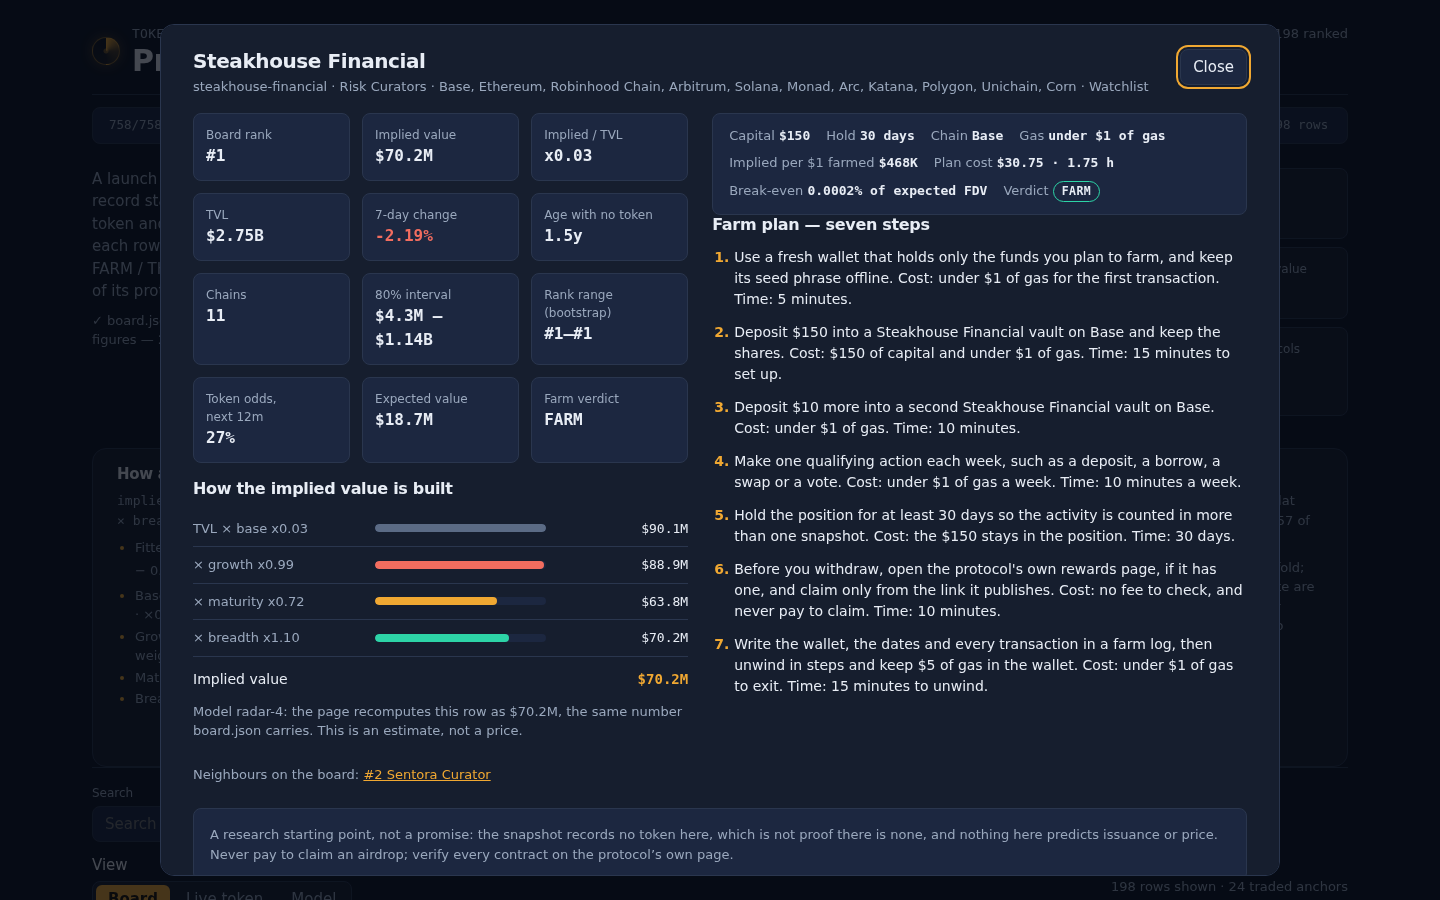 Steakhouse Financial
steakhouse-financial · Risk Curators · Base, Ethereum, Robinhood Chain, Arbitrum, Solana, Monad, Arc, Katana, Polygon, Unichain, Corn · Watchlist
Close
Board rank
#1
Implied value
$70.2M
Implied / TVL
x0.03
TVL
$2.75B
7-day change
-2.19%
Age with no token
1.5y
Chains
11
80% interval
$4.3M –
$1.14B
Rank range
(bootstrap)
#1–#1
Token odds,
next 12m
27%
Expected value
$18.7M
Farm verdict
FARM
How the implied value is built
TVL × base x0.03 $90.1M
× growth x0.99 $88.9M
× maturity x0.72 $63.8M
× breadth x1.10 $70.2M
Implied value $70.2M
Model radar-4: the page recomputes this row as $70.2M, the same number
board.json carries. This is an estimate, not a price.
Neighbours on the board: #2 Sentora Curator
Capital $150 Hold 30 days Chain Base Gas under $1 of gas
Implied per $1 farmed $468K Plan cost $30.75 · 1.75 h
Break-even 0.0002% of expected FDV Verdict FARM
Farm plan — seven steps
1. Use a fresh wallet that holds only the funds you plan to farm, and keep
its seed phrase offline. Cost: under $1 of gas for the first transaction.
Time: 5 minutes.
2. Deposit $150 into a Steakhouse Financial vault on Base and keep the
shares. Cost: $150 of capital and under $1 of gas. Time: 15 minutes to
set up.
3. Deposit $10 more into a second Steakhouse Financial vault on Base.
Cost: under $1 of gas. Time: 10 minutes.
4. Make one qualifying action each week, such as a deposit, a borrow, a
swap or a vote. Cost: under $1 of gas a week. Time: 10 minutes a week.
5. Hold the position for at least 30 days so the activity is counted in more
than one snapshot. Cost: the $150 stays in the position. Time: 30 days.
6. Before you withdraw, open the protocol's own rewards page, if it has
one, and claim only from the link it publishes. Cost: no fee to check, and
never pay to claim. Time: 10 minutes.
7. Write the wallet, the dates and every transaction in a farm log, then
unwind in steps and keep $5 of gas in the wallet. Cost: under $1 of gas
to exit. Time: 15 minutes to unwind.
A research starting point, not a promise: the snapshot records no token here, which is not proof there is none, and nothing here predicts issuance or price.
Never pay to claim an airdrop; verify every contract on the protocol’s own page.
198 ranked
758/758
rows
A launch
record
token
each row
FARM
of its
✓ board.js
figures —
How
Search
Search
View
Board Live token Model
198 rows shown · 24 traded anchors